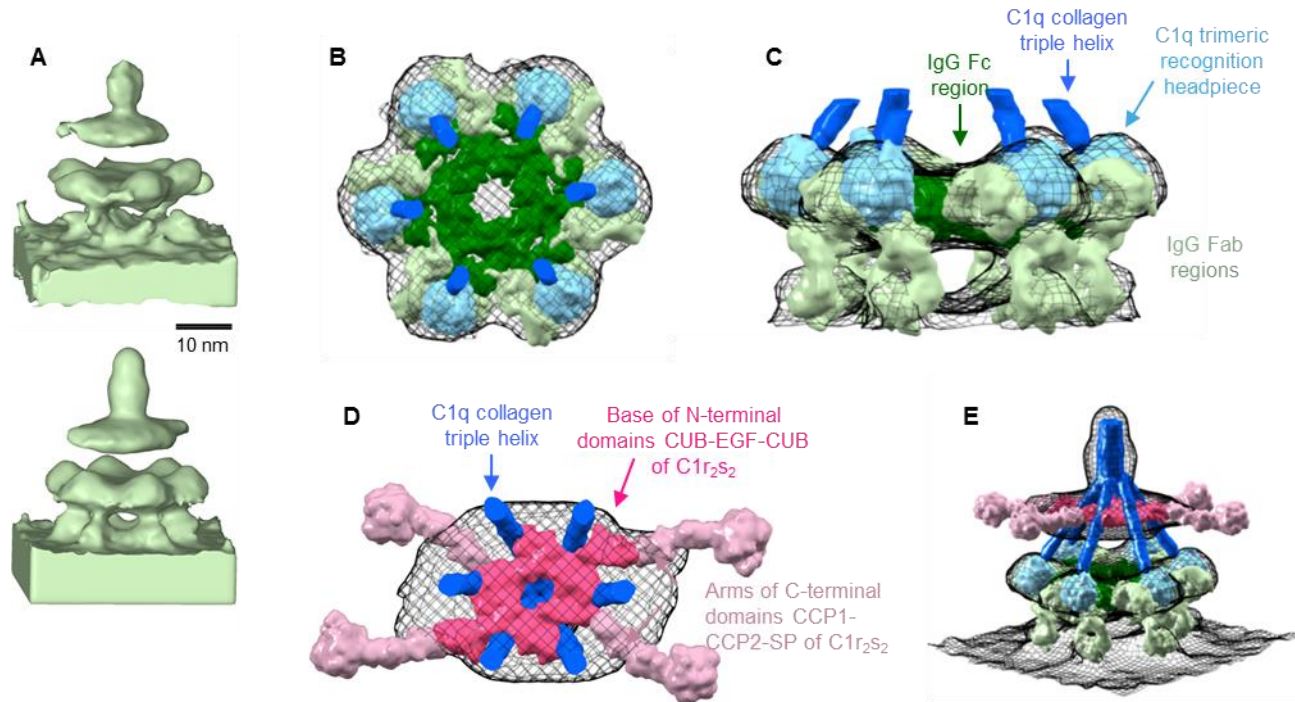 A
10 nm
B
C
C1q collagen
triple helix
C1q trimeric
recognition
headpiece
IgG Fc
region
IgG Fab
regions
D
C1q collagen
triple helix
Base of N-terminal
domains CUB-EGF-CUB
of C1r₂s₂
Arms of C-terminal
domains CCP1-
CCP2-SP of C1r₂s₂
E